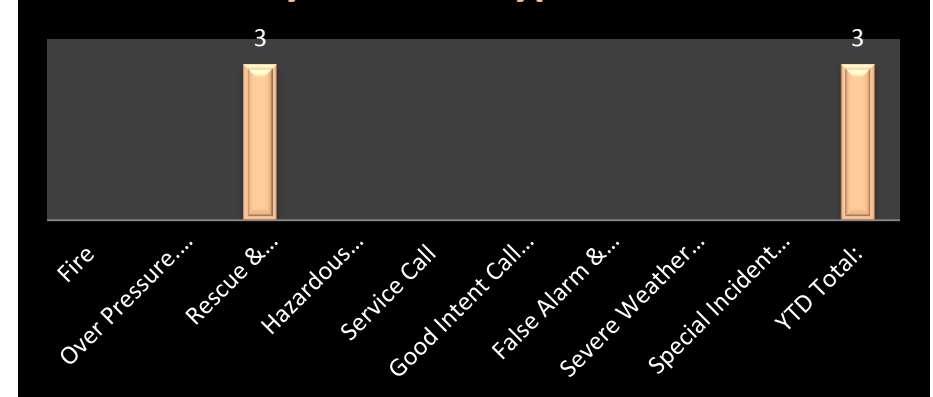 3
3
Fire
Over Pressure....
Rescue &...
Hazardous...
Service Call
Good Intent Call...
False Alarm &...
Severe Weather...
Special Incident...
YTD Total: